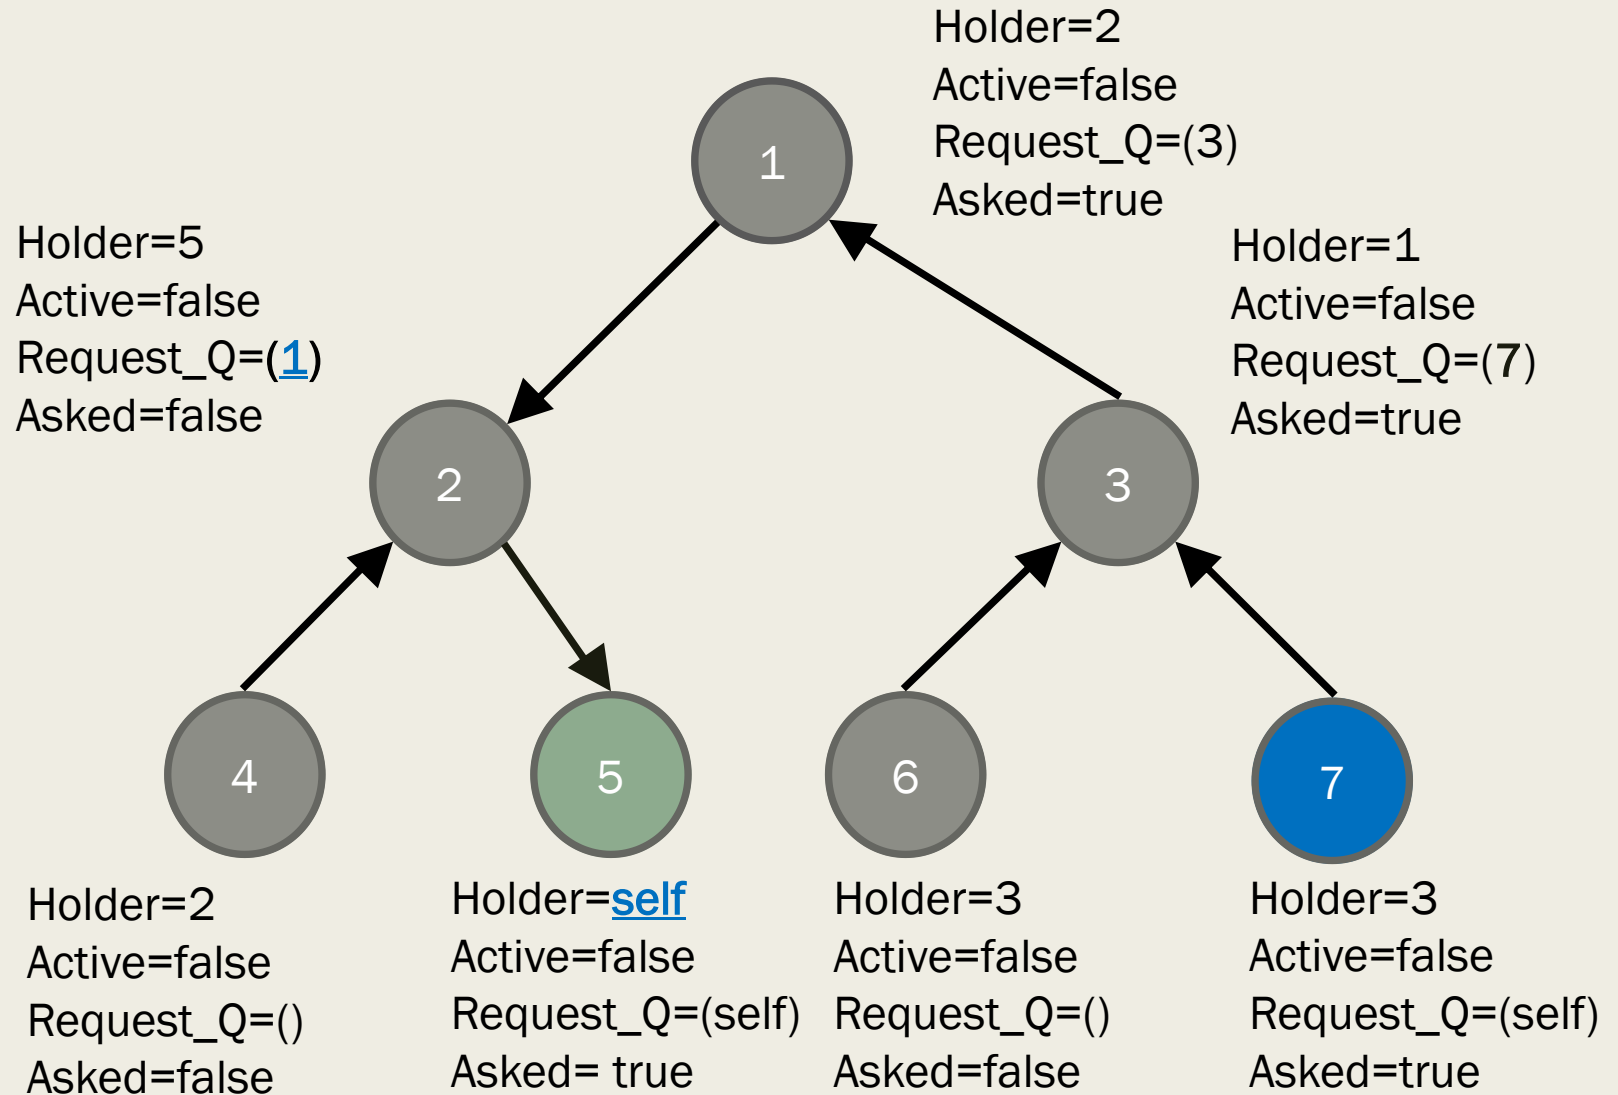 Holder=2
Active=false
Request_Q=(3)
Asked=true
1
Holder=5
Active=false
Request_Q=(1)
Asked=false
Holder=1
Active=false
Request_Q=(7)
Asked=true
2
3
4
5
6
7
Holder=2
Active=false
Request_Q=()
Asked=false
Holder=self
Active=false
Request_Q=(self)
Asked= true
Holder=3
Active=false
Request_Q=()
Asked=false
Holder=3
Active=false
Request_Q=(self)
Asked=true